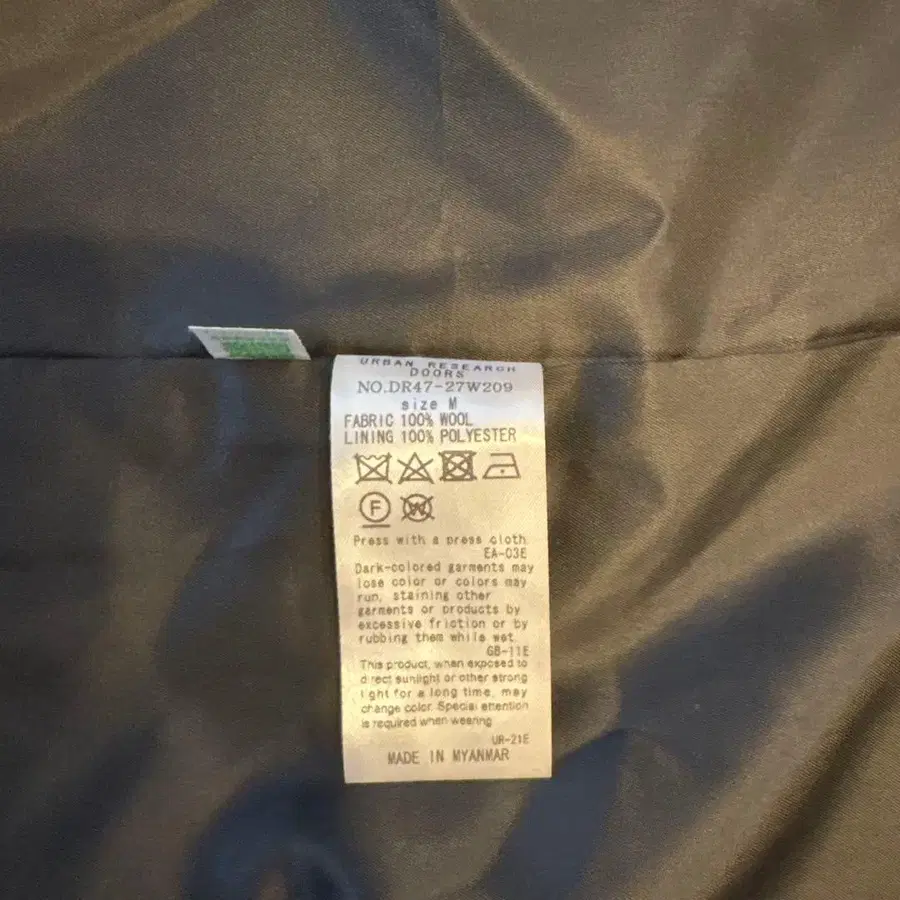 URBAN RESEARCH
DOORS
NO.DR47-27W209
size M
FABRIC 100% WOOL
LINING 100% POLYESTER
F
W
Press with a press cloth
EA-03E
Dark-colored garments may
lose color or colors may
run, staining other
garments or products by
excessive friction or by
rubbing them while wet.
GB-11E
This product, when exposed to
direct sunlight or other strong
light for a long time, may
change color. Special attention
is required when wearing.
UR-21E
MADE IN MYANMAR